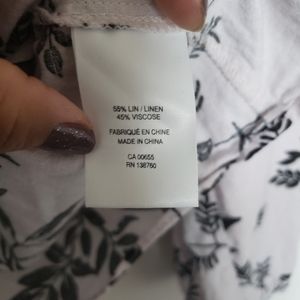 55% LIN / LINEN
45% VISCOSE
FABRIQUÉ EN CHINE
MADE IN CHINA
CA 00655
RN 138760